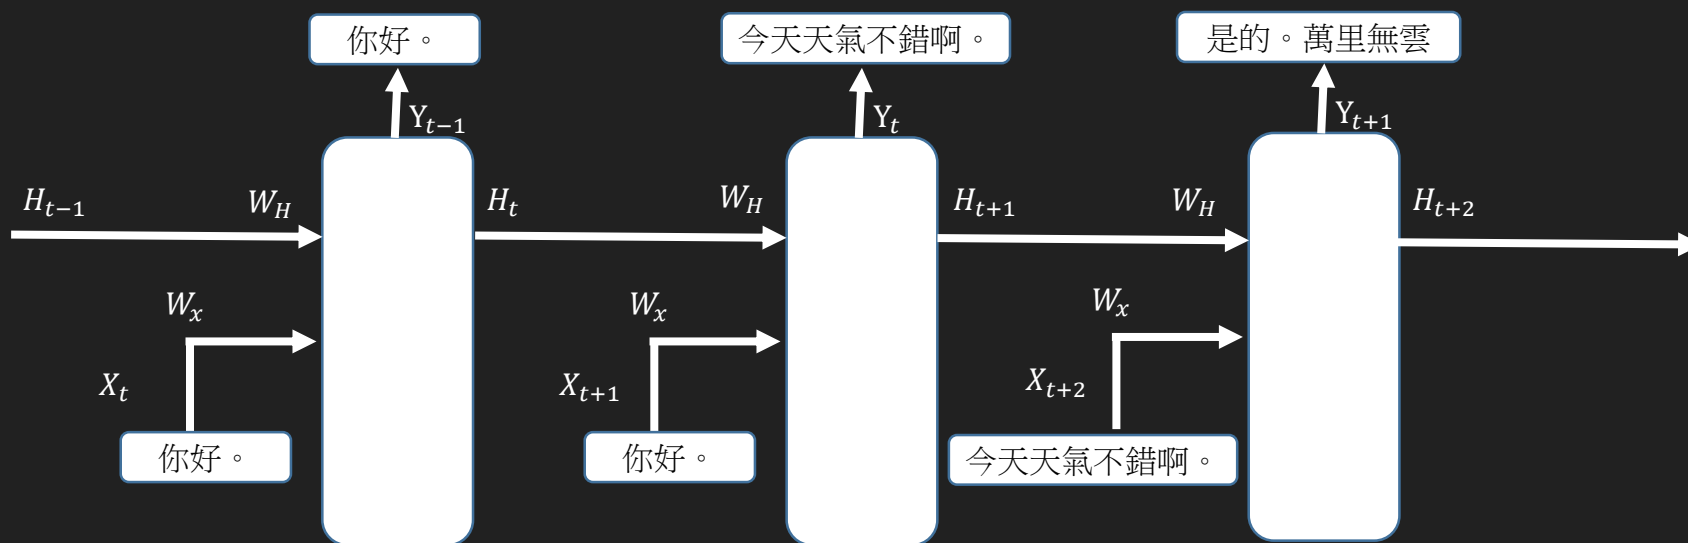 你好。 今天天氣不錯啊。 是的。萬里無雲
Y_{t−1} Y_t Y_{t+1}
H_{t−1} W_H H_t W_H H_{t+1} W_H H_{t+2}
W_x W_x W_x
X_t X_{t+1} X_{t+2}
你好。 你好。 今天天氣不錯啊。